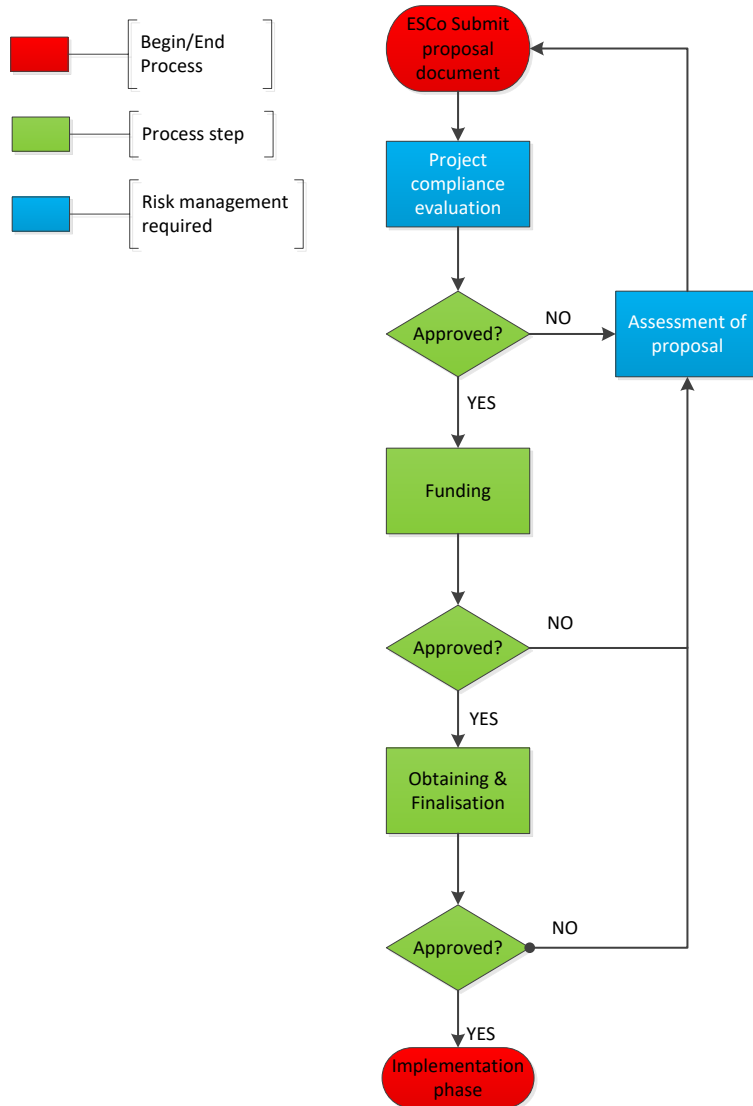 Begin/End
Process
Process step
Risk management
required
ESCo Submit
proposal
document
Project
compliance
evaluation
Approved?
NO
Assessment of
proposal
YES
Funding
Approved?
NO
YES
Obtaining &
Finalisation
Approved?
NO
YES
Implementation
phase